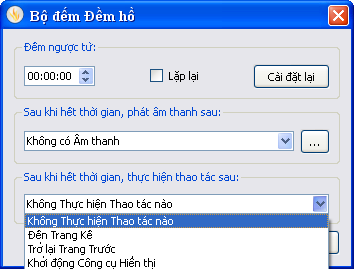 Bộ đếm Đềm hồ
Đềm ngược từ:
00:00:00
Lặp lại
Cài đặt lại
Sau khi hết thời gian, phát âm thanh sau:
Không có Âm thanh
...
Sau khi hết thời gian, thực hiện thao tác sau:
Không Thực hiện Thao tác nào
Không Thực hiện Thao tác nào
Đến Trang Kế
Trở lại Trang Trước
Khởi động Công cụ Hiển thị